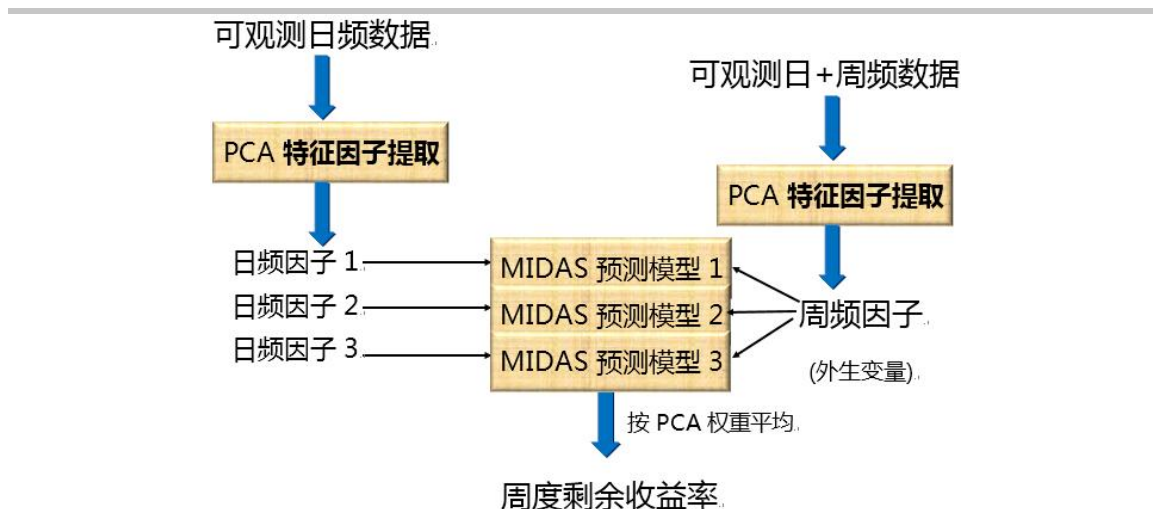 可观测日频数据
可观测日+周频数据
PCA 特征因子提取
PCA 特征因子提取
日频因子 1
日频因子 2
日频因子 3
MIDAS 预测模型 1
MIDAS 预测模型 2
MIDAS 预测模型 3
周频因子
(外生变量)
按 PCA 权重平均
周度剩余收益率